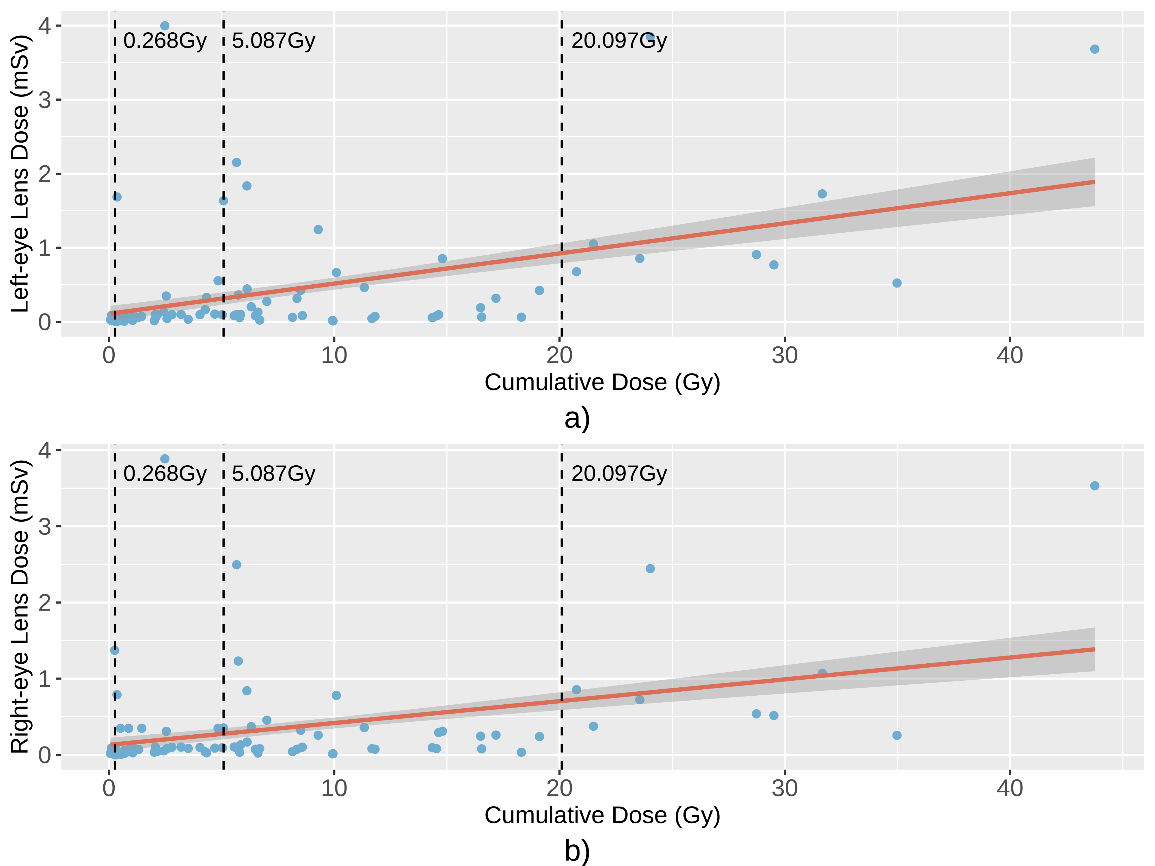 4
3
2
1
0
Left-eye Lens Dose (mSv)
0.268Gy 5.087Gy 20.097Gy
0 10 20 30 40
Cumulative Dose (Gy)
a)
4
3
2
1
0
Right-eye Lens Dose (mSv)
0.268Gy 5.087Gy 20.097Gy
0 10 20 30 40
Cumulative Dose (Gy)
b)